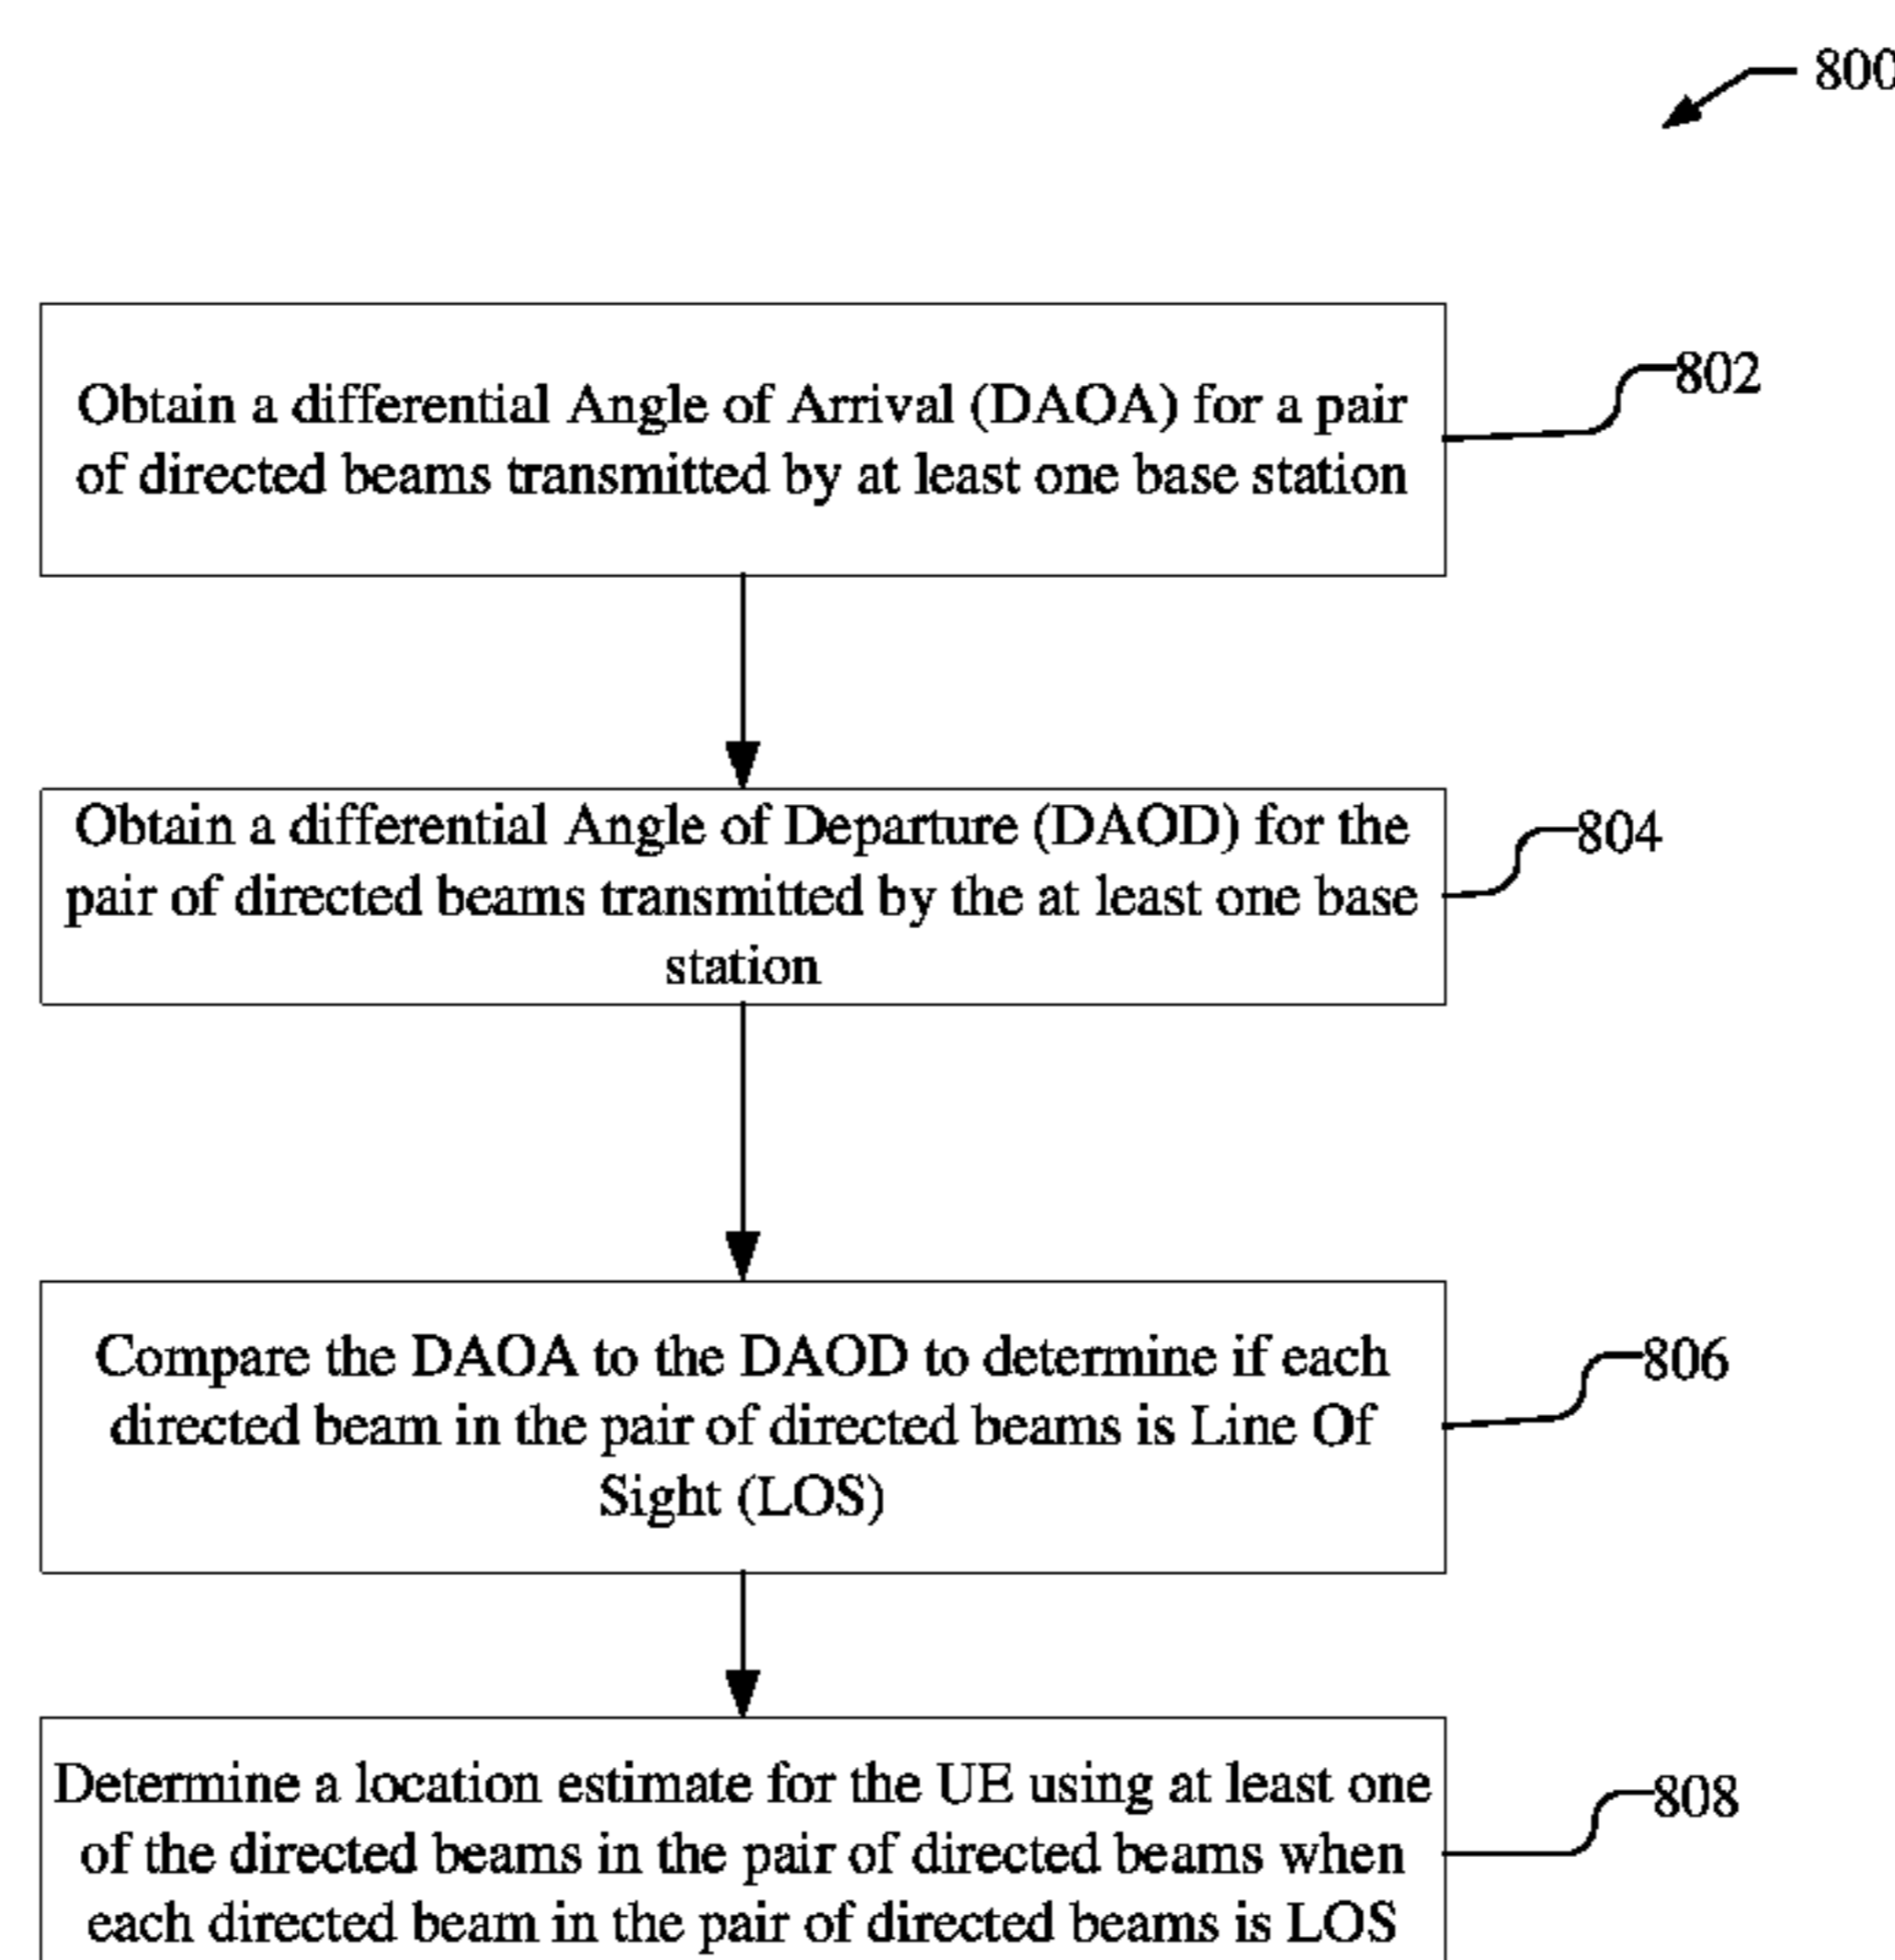 800
Obtain a differential Angle of Arrival (DAOA) for a pair
of directed beams transmitted by at least one base station
802
Obtain a differential Angle of Departure (DAOD) for the
pair of directed beams transmitted by the at least one base
station
804
Compare the DAOA to the DAOD to determine if each
directed beam in the pair of directed beams is Line Of
Sight (LOS)
806
Determine a location estimate for the UE using at least one
of the directed beams in the pair of directed beams when
each directed beam in the pair of directed beams is LOS
808